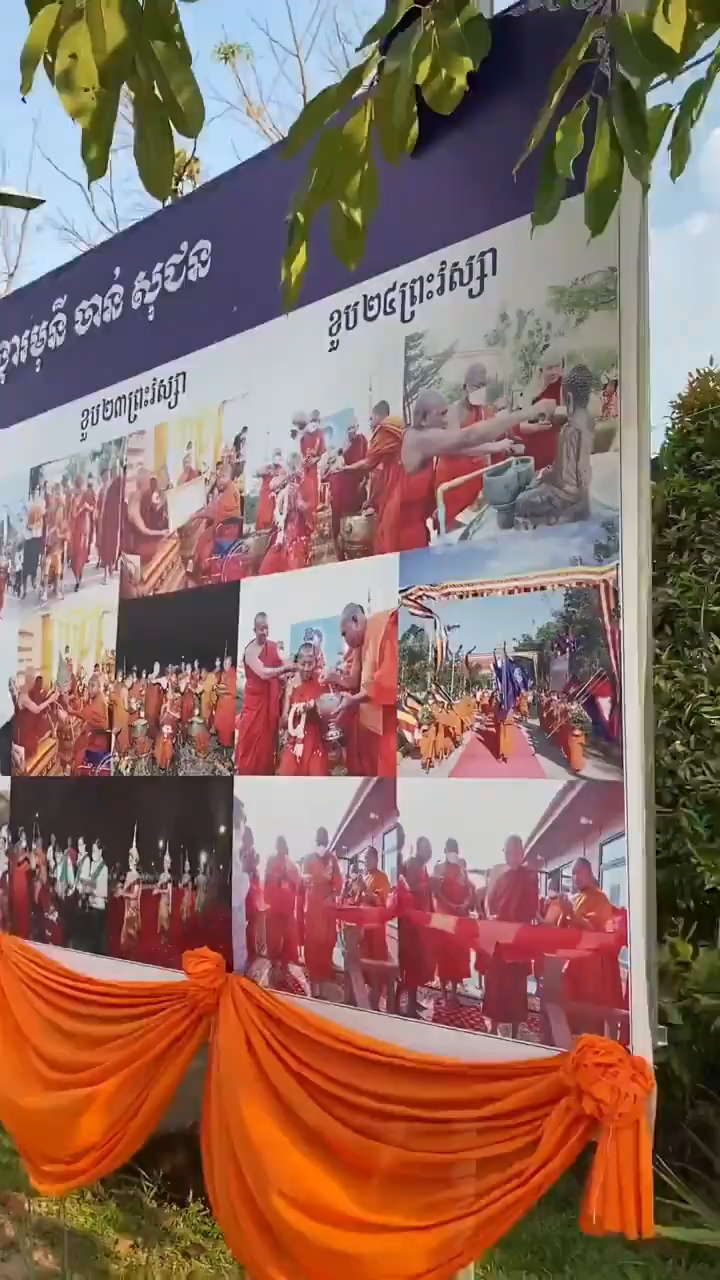 ខ្ចារមុនី ចាន់ សុជន
ខួប២៣ព្រះវស្សា
ខួប២៤ព្រះវស្សា